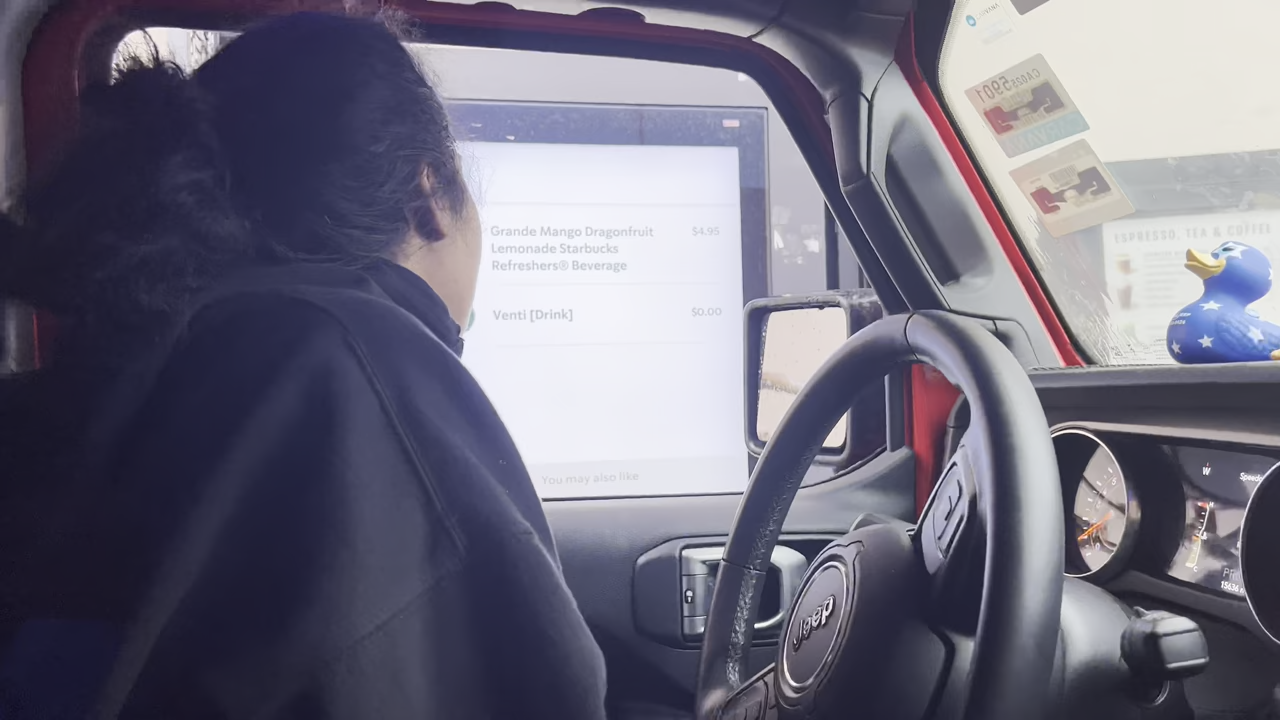 Grande Mango Dragonfruit $4.95
Lemonade Starbucks
Refreshers® Beverage
Venti [Drink] $0.00
You may also like
ESPRESSO, TEA & COFFEE
Jeep
W